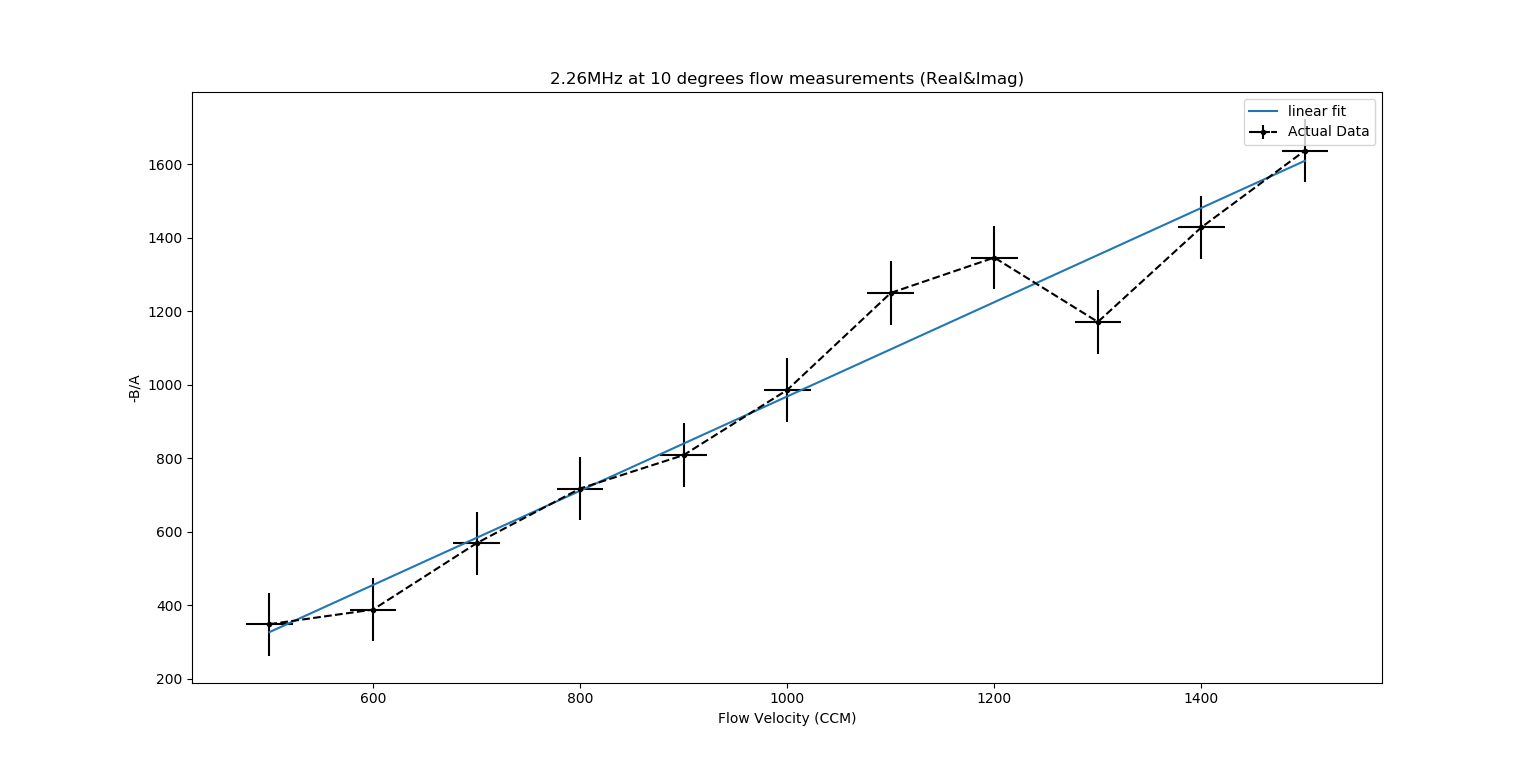 2.26MHz at 10 degrees flow measurements (Real&Imag)
linear fit
Actual Data
1600
1400
1200
1000
800
600
400
200
-B/A
600 800 1000 1200 1400
Flow Velocity (CCM)